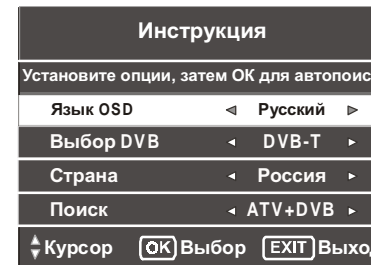 Инструкция
Установите опции, затем ОК для автопоис
Язык OSD ◁ Русский ▷
Выбор DVB ◂ DVB-T ▸
Страна ◂ Россия ▸
Поиск ◂ ATV+DVB ▸
Курсор OK Выбор EXIT Выхо